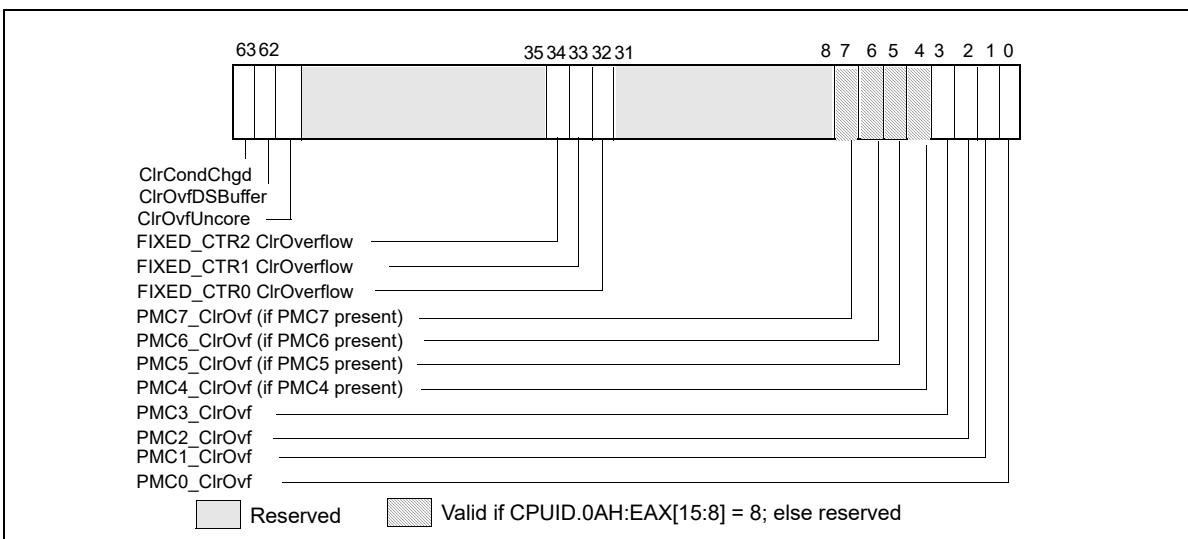 63 62 35 34 33 32 31 8 7 6 5 4 3 2 1 0
ClrCondChgd
ClrOvfDSBuffer
ClrOvfUncore
FIXED_CTR2 ClrOverflow
FIXED_CTR1 ClrOverflow
FIXED_CTR0 ClrOverflow
PMC7_ClrOvf (if PMC7 present)
PMC6_ClrOvf (if PMC6 present)
PMC5_ClrOvf (if PMC5 present)
PMC4_ClrOvf (if PMC4 present)
PMC3_ClrOvf
PMC2_ClrOvf
PMC1_ClrOvf
PMC0_ClrOvf
Reserved Valid if CPUID.0AH:EAX[15:8] = 8; else reserved